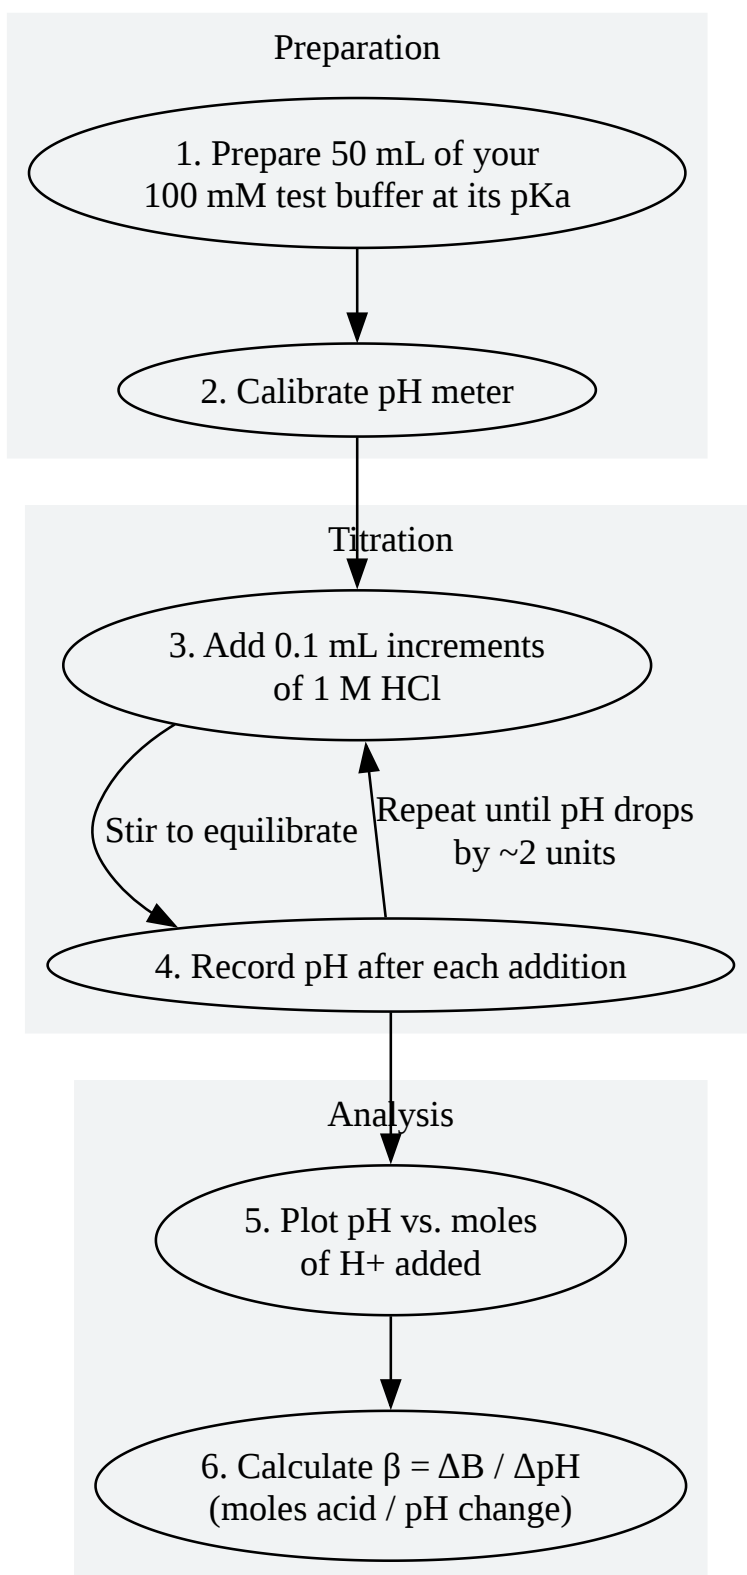 Preparation
1. Prepare 50 mL of your
100 mM test buffer at its pKa
2. Calibrate pH meter
Titration
3. Add 0.1 mL increments
of 1 M HCl
Stir to equilibrate
Repeat until pH drops
by ~2 units
4. Record pH after each addition
Analysis
5. Plot pH vs. moles
of H+ added
6. Calculate β = ΔB / ΔpH
(moles acid / pH change)